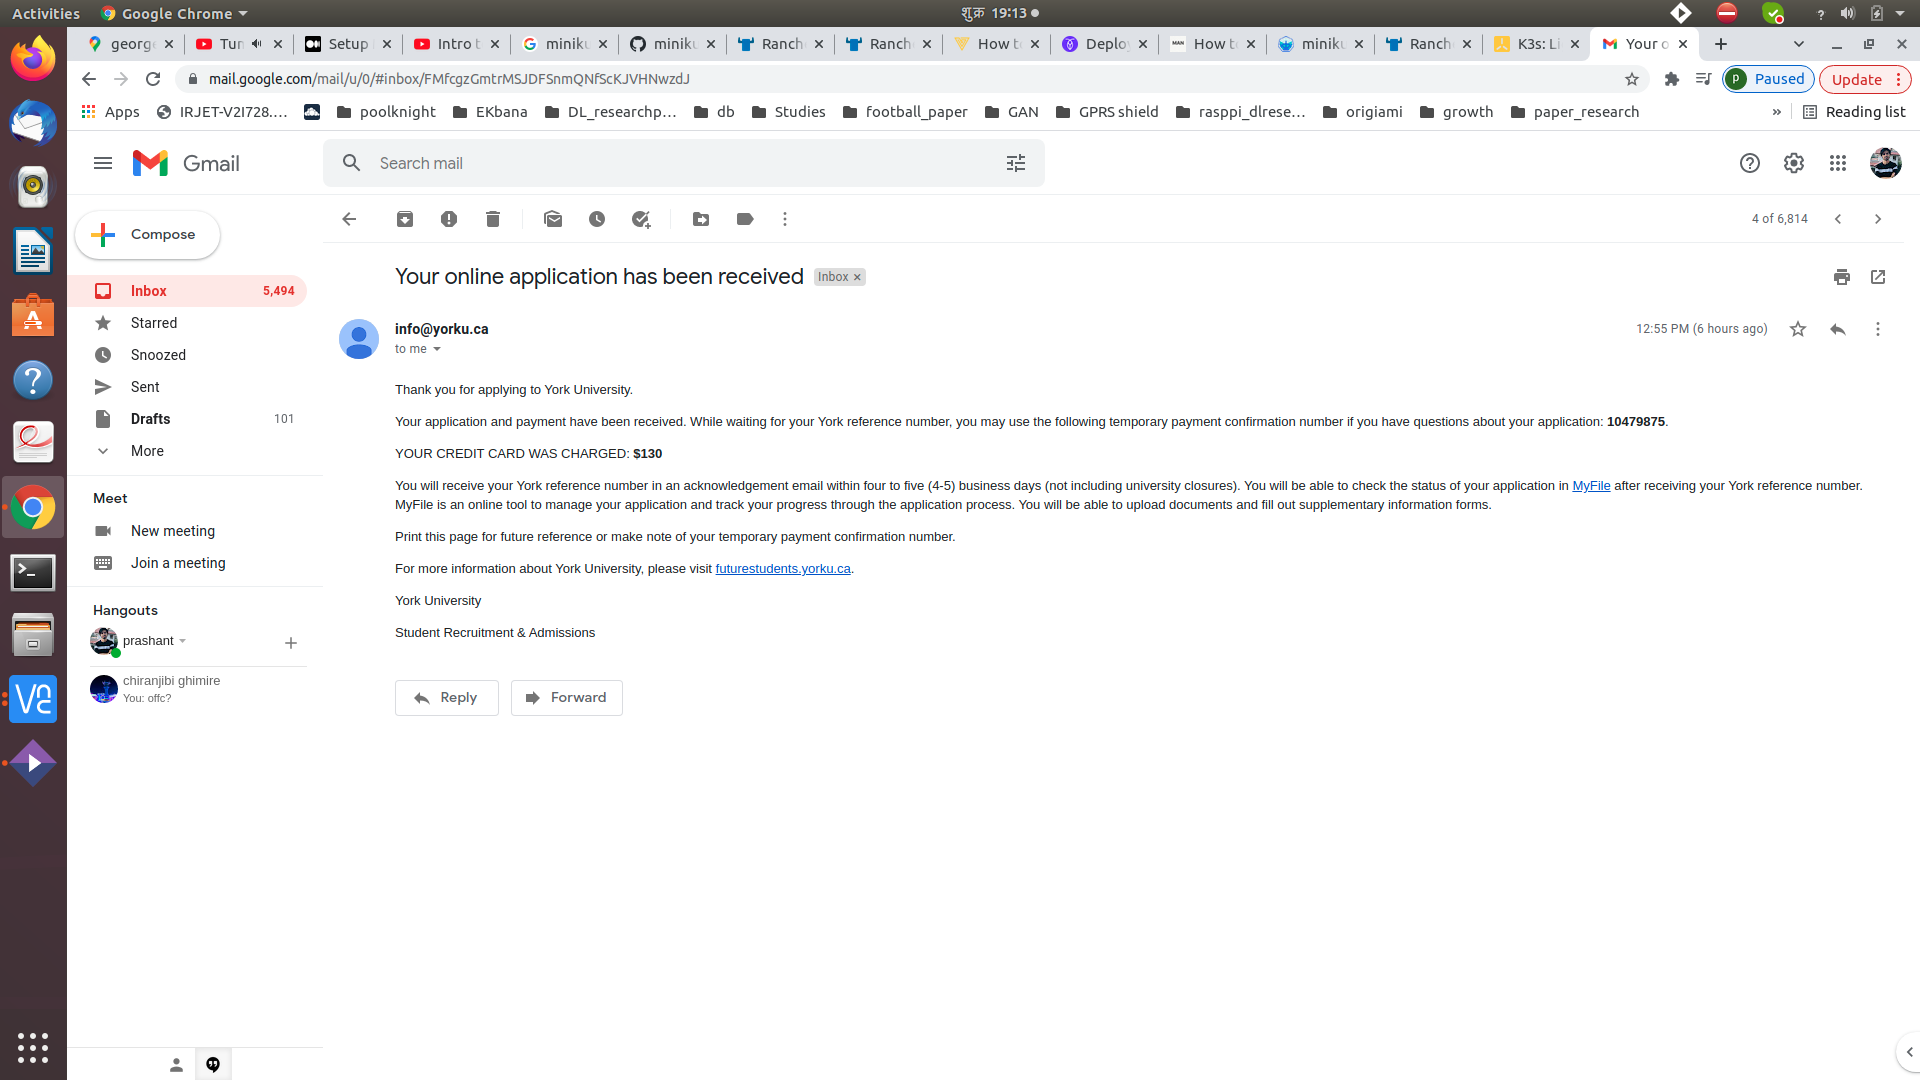 Activities Google Chrome शुक्र 19:13
george Tun Setup Intro t miniku miniku Ranch Ranch How to Deploy How to miniku Ranch K3s: Li Your o
mail.google.com/mail/u/0/#inbox/FMfcgzGmtrMSJDFSnmQNfScKJVHNwzdJ p Paused Update
Apps IRJET-V2I728.... poolknight EKbana DL_researchp... db Studies football_paper GAN GPRS shield rasppi_dlrese... origiami growth paper_research » Reading list
Gmail Search mail
Compose 4 of 6,814
Your online application has been received Inbox ×
Inbox 5,494
Starred
Snoozed
Sent
Drafts 101
More
Meet
New meeting
Join a meeting
Hangouts
prashant
chiranjibi ghimire
You: offc?
info@yorku.ca 12:55 PM (6 hours ago)
to me
Thank you for applying to York University.
Your application and payment have been received. While waiting for your York reference number, you may use the following temporary payment confirmation number if you have questions about your application: 10479875.
YOUR CREDIT CARD WAS CHARGED: $130
You will receive your York reference number in an acknowledgement email within four to five (4-5) business days (not including university closures). You will be able to check the status of your application in MyFile after receiving your York reference number.
MyFile is an online tool to manage your application and track your progress through the application process. You will be able to upload documents and fill out supplementary information forms.
Print this page for future reference or make note of your temporary payment confirmation number.
For more information about York University, please visit futurestudents.yorku.ca.
York University
Student Recruitment & Admissions
Reply Forward